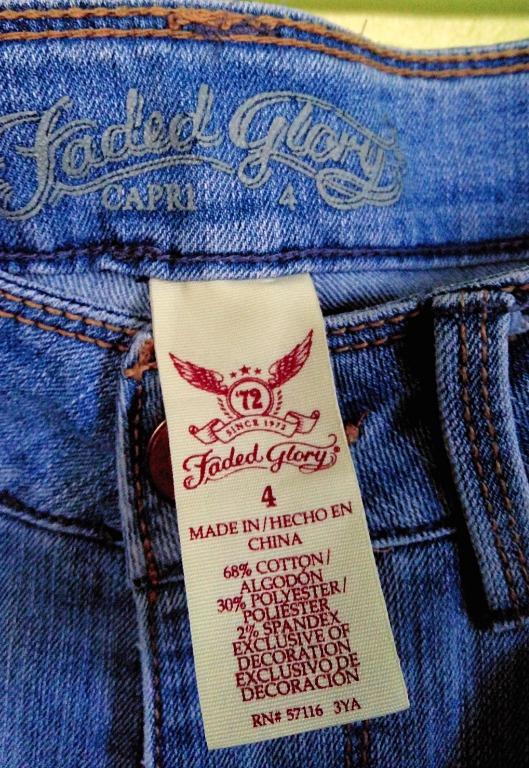 Faded Glory
CAPRI 4
'72
SINCE 1972
Faded Glory
4
MADE IN/HECHO EN
CHINA
68% COTTON/
ALGODÓN
30% POLYESTER/
POLIÉSTER
2% SPANDEX
EXCLUSIVE OF
DECORATION
EXCLUSIVO DE
DECORACIÓN
RN# 57116 3YA